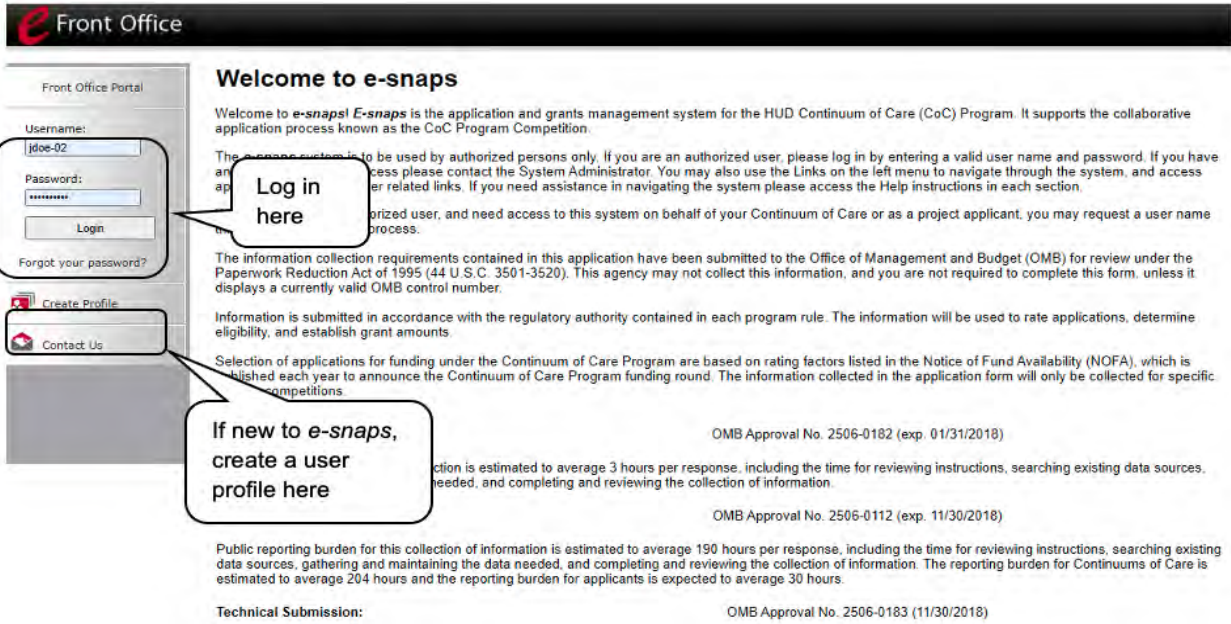 e Front Office
Front Office Portal
Username:
jdoe-02
Password:
Login
Forgot your password?
Create Profile
Contact Us
Log in
here
If new to e-snaps,
create a user
profile here
Welcome to e-snaps
Welcome to e-snaps! E-snaps is the application and grants management system for the HUD Continuum of Care (CoC) Program. It supports the collaborative
application process known as the CoC Program Competition.
The e-snaps system is to be used by authorized persons only. If you are an authorized user, please log in by entering a valid user name and password. If you have
an cess please contact the System Administrator. You may also use the Links on the left menu to navigate through the system, and access
ap er related links. If you need assistance in navigating the system please access the Help instructions in each section.
orized user, and need access to this system on behalf of your Continuum of Care or as a project applicant, you may request a user name
process.
The information collection requirements contained in this application have been submitted to the Office of Management and Budget (OMB) for review under the
Paperwork Reduction Act of 1995 (44 U.S.C. 3501-3520). This agency may not collect this information, and you are not required to complete this form, unless it
displays a currently valid OMB control number.
Information is submitted in accordance with the regulatory authority contained in each program rule. The information will be used to rate applications, determine
eligibility, and establish grant amounts.
Selection of applications for funding under the Continuum of Care Program are based on rating factors listed in the Notice of Fund Availability (NOFA), which is
published each year to announce the Continuum of Care Program funding round. The information collected in the application form will only be collected for specific
competitions.
OMB Approval No. 2506-0182 (exp. 01/31/2018)
ction is estimated to average 3 hours per response, including the time for reviewing instructions, searching existing data sources,
needed, and completing and reviewing the collection of information.
OMB Approval No. 2506-0112 (exp. 11/30/2018)
Public reporting burden for this collection of information is estimated to average 190 hours per response, including the time for reviewing instructions, searching existing
data sources, gathering and maintaining the data needed, and completing and reviewing the collection of information. The reporting burden for Continuums of Care is
estimated to average 204 hours and the reporting burden for applicants is expected to average 30 hours.
Technical Submission: OMB Approval No. 2506-0183 (11/30/2018)